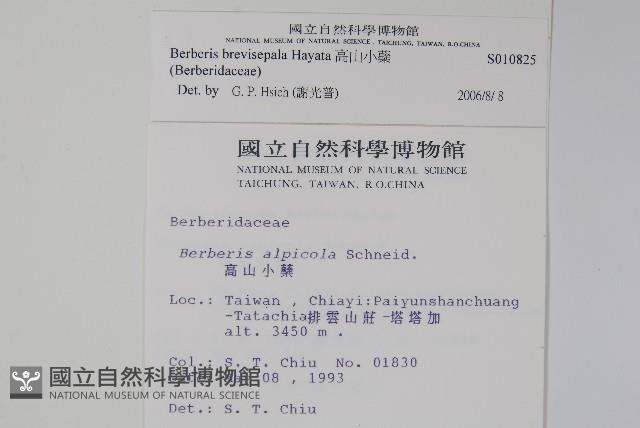 國立自然科學博物館
NATIONAL MUSEUM OF NATURAL SCIENCE , TAICHUNG, TAIWAN, R.O.CHINA
Berberis brevisepala Hayata 高山小蘗 S010825
(Berberidaceae)
Det. by G. P. Hsieh (謝光普) 2006/8/ 8
國立自然科學博物館
NATIONAL MUSEUM OF NATURAL SCIENCE
TAICHUNG, TAIWAN, R.O.CHINA
Berberidaceae
Berberis alpicola Schneid.
高山小蘗
Loc.: Taiwan , Chiayi:Paiyunshanchuang
-Tatachia排雲山莊-塔塔加
alt. 3450 m .
Col.: S. T. Chiu No. 01830
08 , 1993
Det.: S. T. Chiu
國立自然科學博物館
NATIONAL MUSEUM OF NATURAL SCIENCE